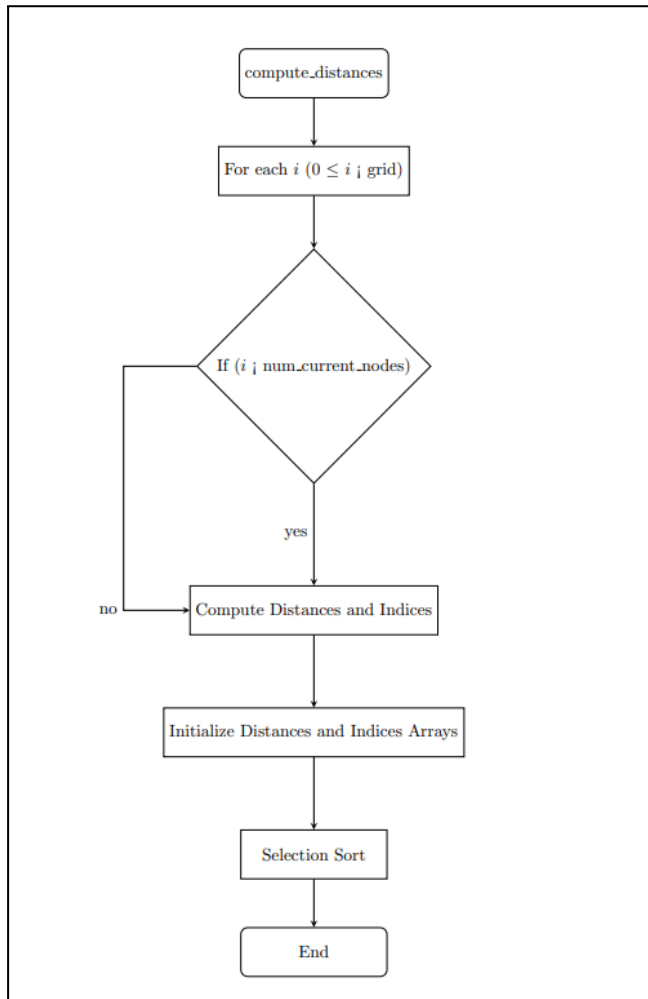 compute_distances
For each i (0 ≤ i ¡ grid)
If (i ¡ num_current_nodes)
yes
no
Compute Distances and Indices
Initialize Distances and Indices Arrays
Selection Sort
End